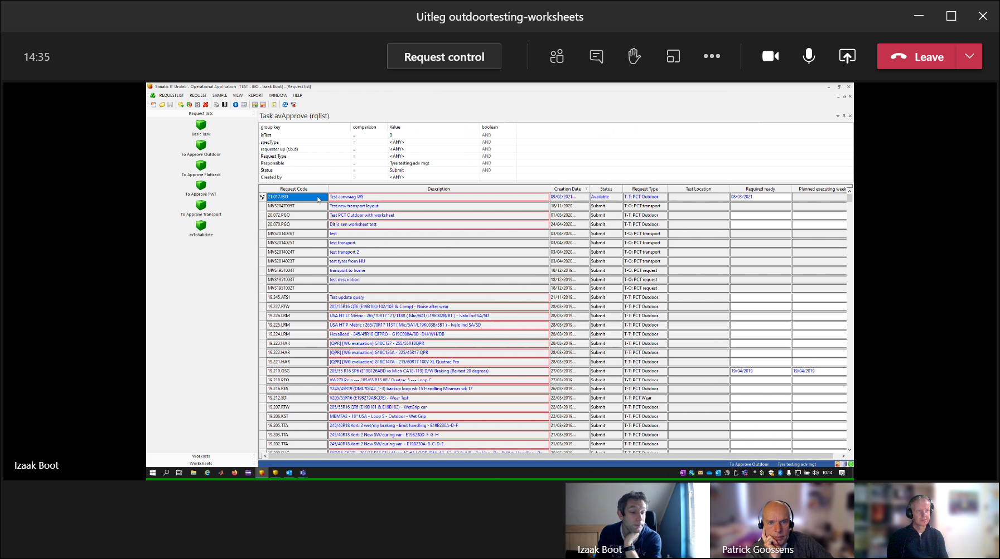 Uitleg outdoortesting-worksheets
14:35
Request control
Leave
Simatic IT Unilab - Operational Application [TEST - IBO - Izaak Boot] - [Request list]
REQUESTLIST REQUEST SAMPLE VIEW REPORT WINDOW HELP
Request lists
Basic Task
To Approve Outdoor
To Approve Flattrack
To Approve TWT
To Approve Transport
avToValidate
Worklists
Worksheets
Task avApprove (rqlist)
group key comparison Value boolean
isTest = 0 AND
specType = <ANY> AND
requester up (t.b.d) = <ANY> AND
Request Type = <ANY> AND
Responsible = Tyre testing adv mgt AND
Status = Submit AND
Created by = <ANY>
Request Code Description Creation Date Status Request Type Test Location Required ready Planned executing week
21.017.IBO Test aanvraag WS 09/02/2021... Available T-T: PCT Outdoor 08/03/2021
MVS2047005T Test new transport layout 18/11/2020... Submit T-O: PCT transport
20.072.PGO Test PCT Outdoor with worksheet 01/05/2020... Submit T-T: PCT Outdoor
20.070.PGO Dit is een worksheet test 24/04/2020... Submit T-T: PCT Outdoor
MVS2014026T test 03/04/2020... Submit T-O: PCT transport
MVS2014025T test transport 03/04/2020... Submit T-O: PCT transport
MVS2014024T test transport 2 03/04/2020... Submit T-O: PCT transport
MVS2014023T test tyres from HU 03/04/2020... Submit T-O: PCT transport
MVS1951004T transport to home 18/12/2019... Submit T-O: PCT request
MVS1951003T test description 18/12/2019... Submit T-O: PCT request
MVS1951002T 18/12/2019... Submit T-O: PCT request
19.345.ATS1 Test update query 21/11/2019... Submit T-T: PCT Outdoor
19.227.RTW 205/55R16 QT6 (E19B100/102/103 & Comp) - Noise after wear 28/03/2019... Submit T-T: PCT Outdoor
19.226.LRM USA HT LT Metric : 265/70R17 121/118R ( Mic/6D1/L19K002B/B1 ) - Ivalo Ind SA/SD 28/03/2019... Submit T-T: PCT Outdoor
19.225.LRM USA HT P Metric : 265/70R17 113T ( Mic/5A1/L19K003B/3B1 ) - Ivalo Ind SA/SD 28/03/2019... Submit T-T: PCT Outdoor
19.224.LRM HexaBead - 245/45R18 QTPRO - G19C008A/8B -DH/WH/DB 28/03/2019... Submit T-T: PCT Outdoor
19.223.HAR [QPR] [WG evaluation] G18C127 - 255/55R18QPR 28/03/2019... Submit T-T: PCT Outdoor
19.222.HAR [QPR] [WG evaluation] G18C126A - 225/45R17 QPR 28/03/2019... Submit T-T: PCT Outdoor
19.221.HAR [QPR] [WG evaluation] G18C147A - 215/60R17 100V XL Quatrac Pro 28/03/2019... Submit T-T: PCT Outdoor
19.219.OSG 205/55 R16 SP6 (E19B126ABD vs Mich CA18-119) D/W Braking (Re-test 20 degrees) 27/03/2019... Submit T-T: PCT Outdoor 19/04/2019 19/04/2019
19.218.PFO VW270 Polo --- 185/65 R15 88V Quatrac 5 --- Loop C 27/03/2019 Submit T-T: PCT Outdoor
19.216.RES Y245/45R19 (DML702A2_1-3) backup loop wk 15 Handling Miramas wk 17 26/03/2019... Submit T-T: PCT Outdoor
19.212.SDI V205/55R16 (E19B219ABCDE) - Wear Test 22/03/2019... Submit T-T: PCT Wear
19.207.RTW 205/55R16 QT6 (E19B181 & E19B182) - WetGrip car 22/03/2019... Submit T-T: PCT Outdoor
19.206.KST MBMFA2 - 18" USA - Loop 5 - Outdoor - Wet Grip 22/03/2019... Submit T-T: PCT Outdoor
19.205.TTA 245/40R18 Vorti 2 wet/dry braking - limit handling - E19B230A-D-F 21/03/2019... Submit T-T: PCT Outdoor
19.203.TTA 245/40R18 Vorti 2 New SW/curing var - E19B230D-F-G-H 21/03/2019... Submit T-T: PCT Outdoor
19.202.TTA 245/40R18 Vorti 2 New SW/curing var - E19B230A-B-C-D-E 21/03/2019... Submit T-T: PCT Outdoor
To Approve Outdoor Tyre testing adv mgt
10:14
Izaak Boot
Izaak Boot
Patrick Goossens